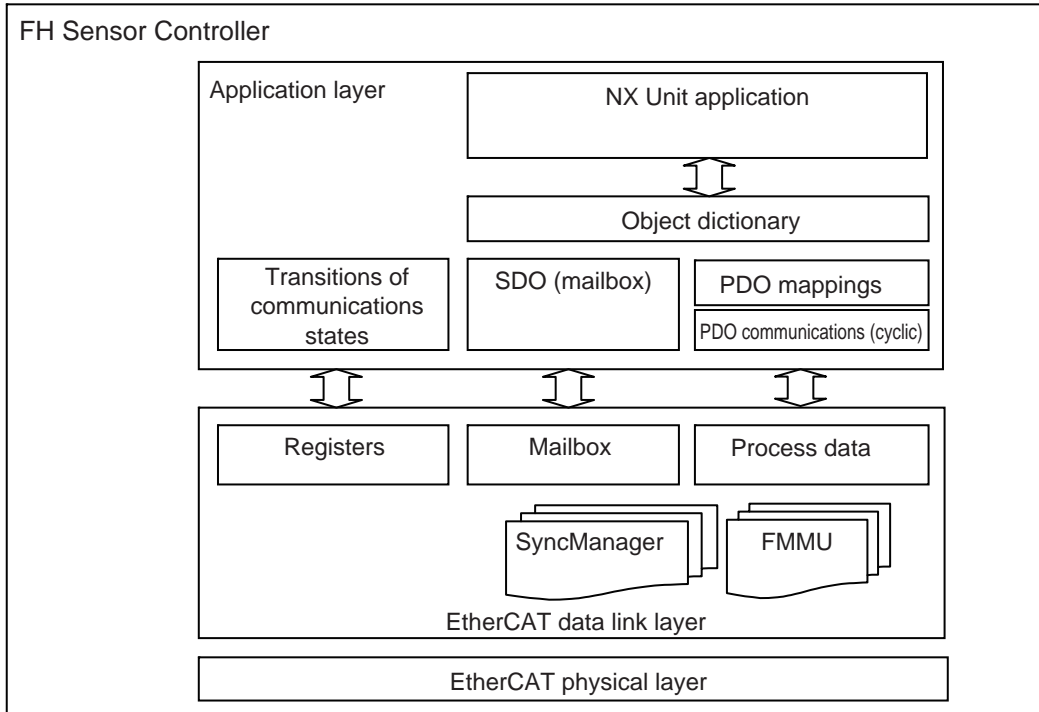 FH Sensor Controller
Application layer
NX Unit application
Object dictionary
Transitions of
communications
states
SDO (mailbox)
PDO mappings
PDO communications (cyclic)
Registers
Mailbox
Process data
SyncManager
FMMU
EtherCAT data link layer
EtherCAT physical layer